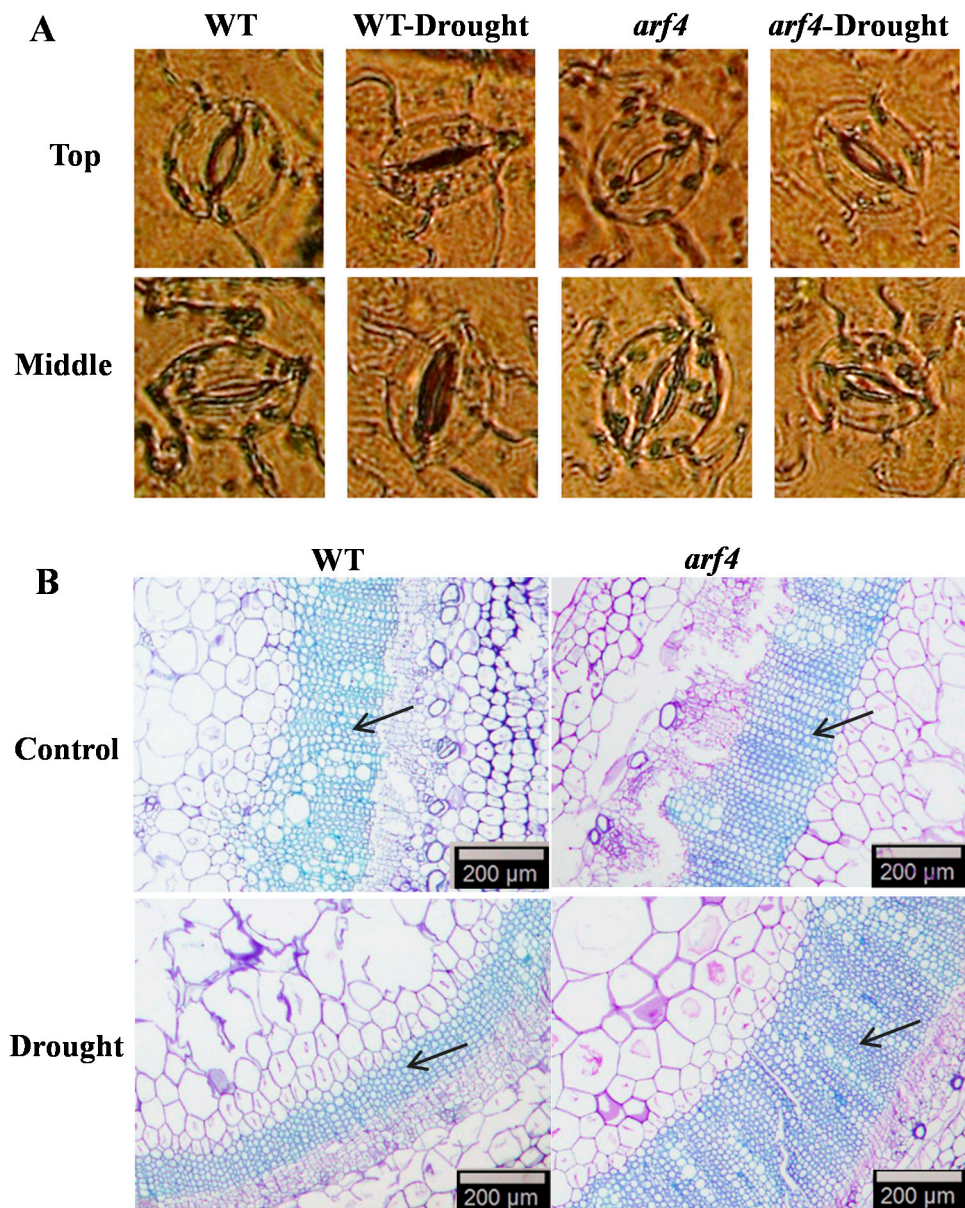 A
WT
WT-Drought
arf4
arf4-Drought
Top
Middle
B
WT
arf4
Control
200 µm
200 µm
Drought
200 µm
200 µm